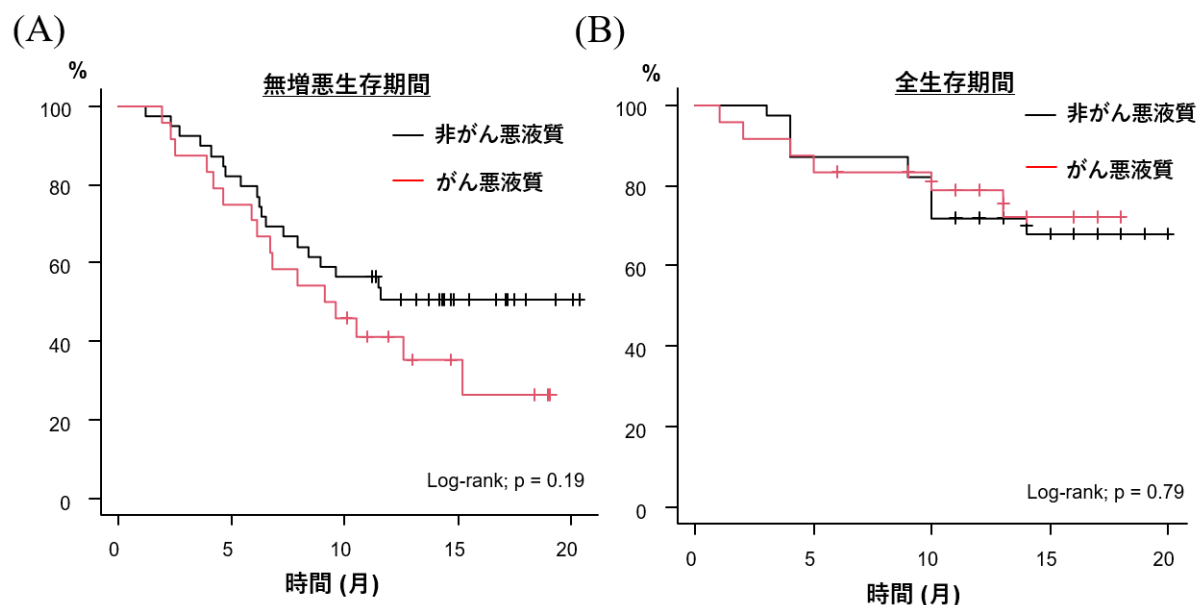 (A)
%
無増悪生存期間
非がん悪液質
がん悪液質
100
80
60
40
20
0
Log-rank; p = 0.19
0 5 10 15 20
時間 (月)
(B)
%
全生存期間
非がん悪液質
がん悪液質
100
80
60
40
20
0
Log-rank; p = 0.79
0 5 10 15 20
時間 (月)